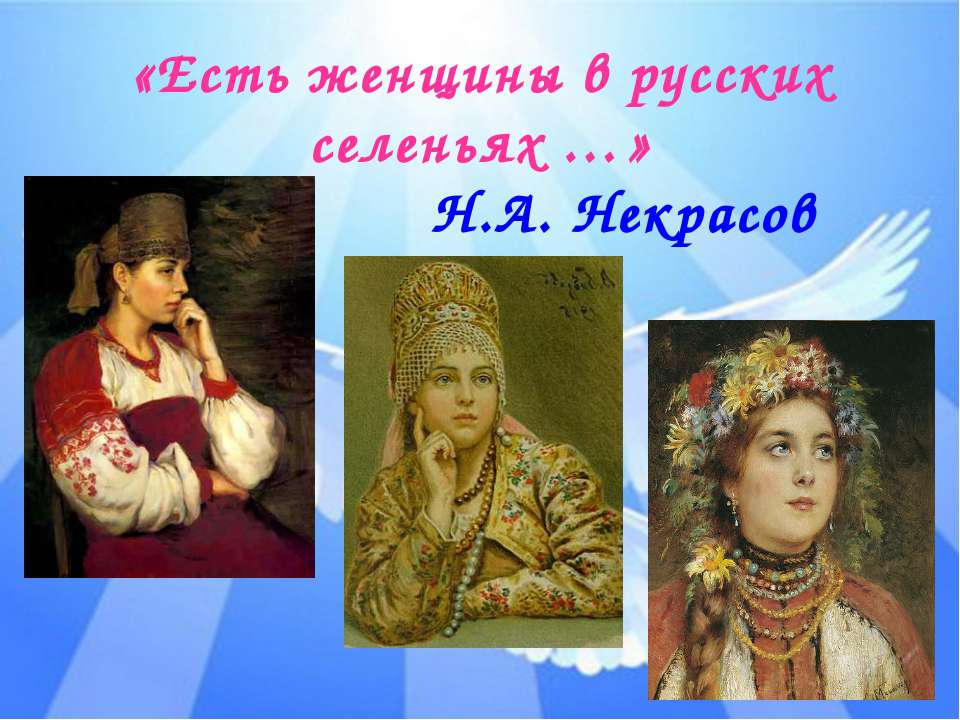 «Есть женщины в русских
селеньях …»
Н.А. Некрасов